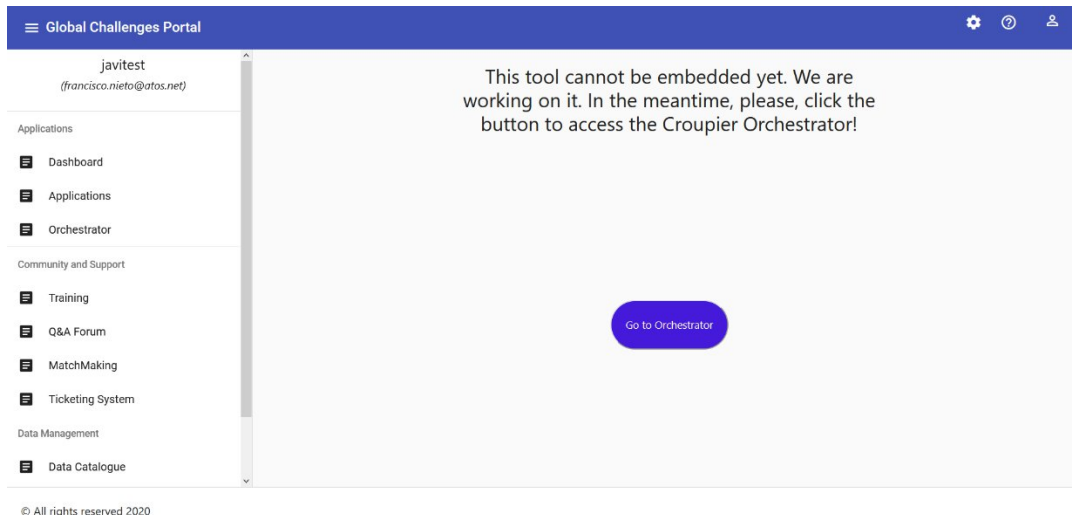 Global Challenges Portal
javitest
(francisco.nieto@atos.net)
Applications
Dashboard
Applications
Orchestrator
Community and Support
Training
Q&A Forum
MatchMaking
Ticketing System
Data Management
Data Catalogue
This tool cannot be embedded yet. We are
working on it. In the meantime, please, click the
button to access the Croupier Orchestrator!
Go to Orchestrator
© All rights reserved 2020